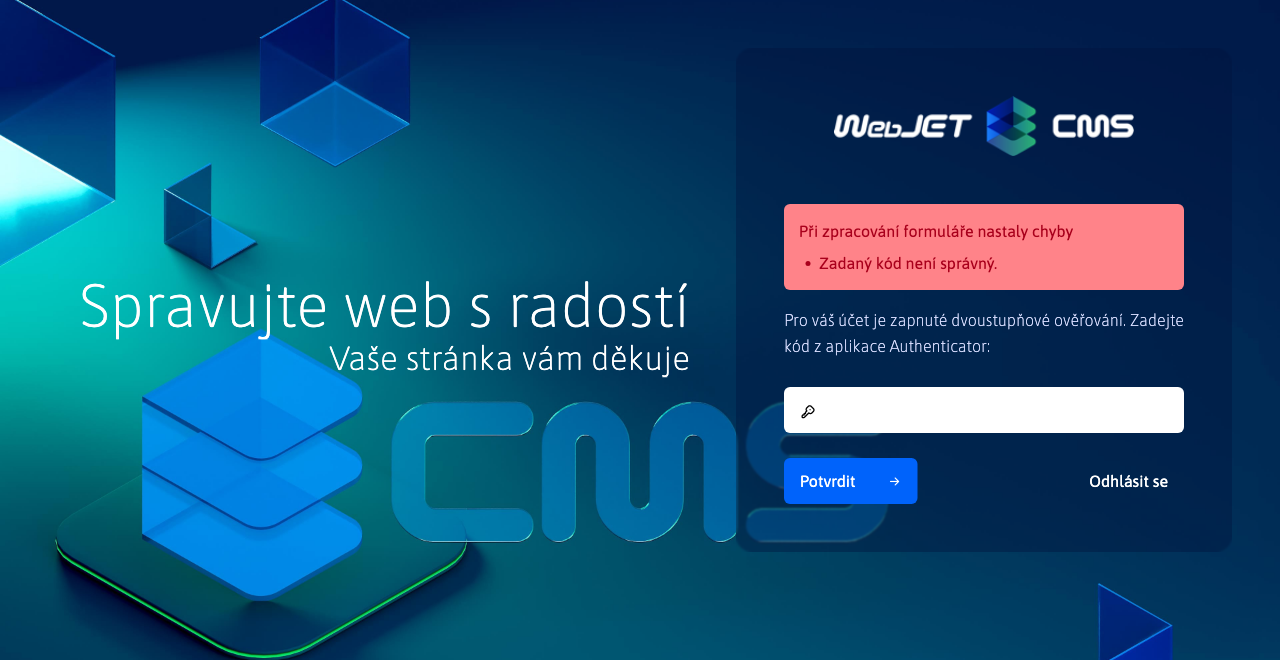 WebJET CMS
Při zpracování formuláře nastaly chyby
Zadaný kód není správný.
Spravujte web s radostí
Vaše stránka vám děkuje
Pro váš účet je zapnuté dvoustupňové ověřování. Zadejte
kód z aplikace Authenticator:
CMS
Potvrdit
Odhlásit se